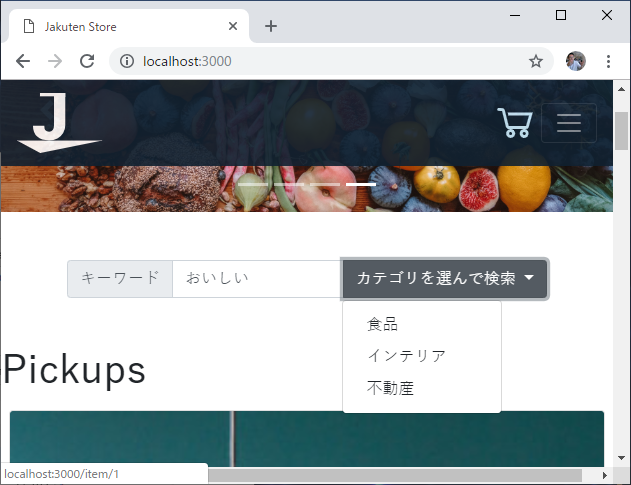 Jakuten Store
localhost:3000
J
キーワード おいしい カテゴリを選んで検索
食品
インテリア
不動産
Pickups
localhost:3000/item/1